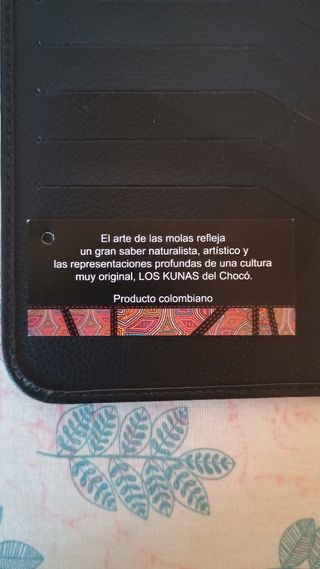 El arte de las molas refleja
un gran saber naturalista, artístico y
las representaciones profundas de una cultura
muy original, LOS KUNAS del Chocó.
Producto colombiano